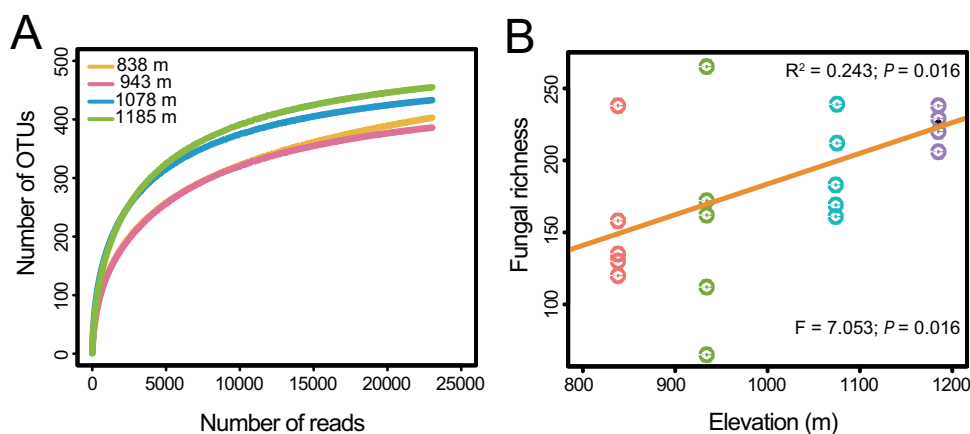 A
838 m
943 m
1078 m
1185 m
Number of OTUs
500
400
300
200
100
0
0 5000 10000 15000 20000 25000
Number of reads
B
R² = 0.243; P = 0.016
Fungal richness
250
200
150
100
F = 7.053; P = 0.016
800 900 1000 1100 1200
Elevation (m)